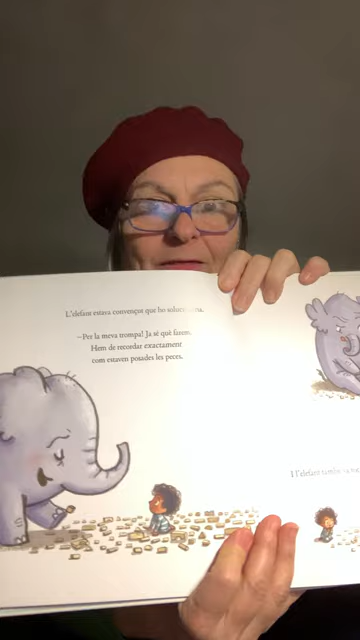 L'elefant estava convençut que ho
—Per la meva trompa! Ja sé què farem.
Hem de recordar exactament
com estaven posades les peces.
I l'elefant també va